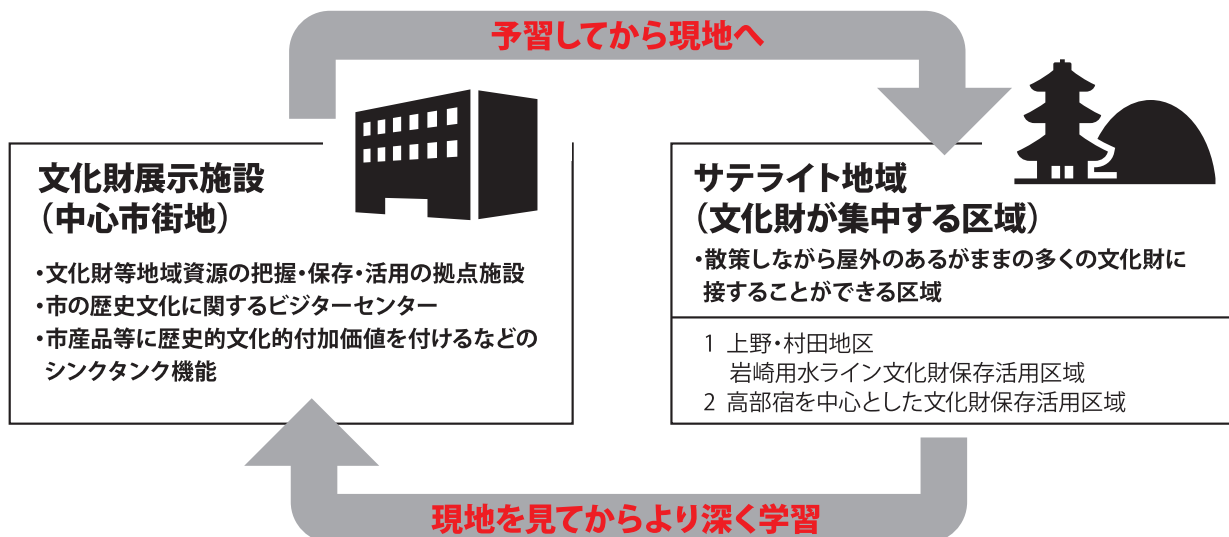 予習してから現地へ
文化財展示施設
（中心市街地）
・文化財等地域資源の把握・保存・活用の拠点施設
・市の歴史文化に関するビジターセンター
・市産品等に歴史的文化的付加価値を付けるなどの
シンクタンク機能
サテライト地域
（文化財が集中する区域）
・散策しながら屋外のあるがままの多くの文化財に
接することができる区域
1 上野・村田地区
岩崎用水ライン文化財保存活用区域
2 高部宿を中心とした文化財保存活用区域
現地を見てからより深く学習